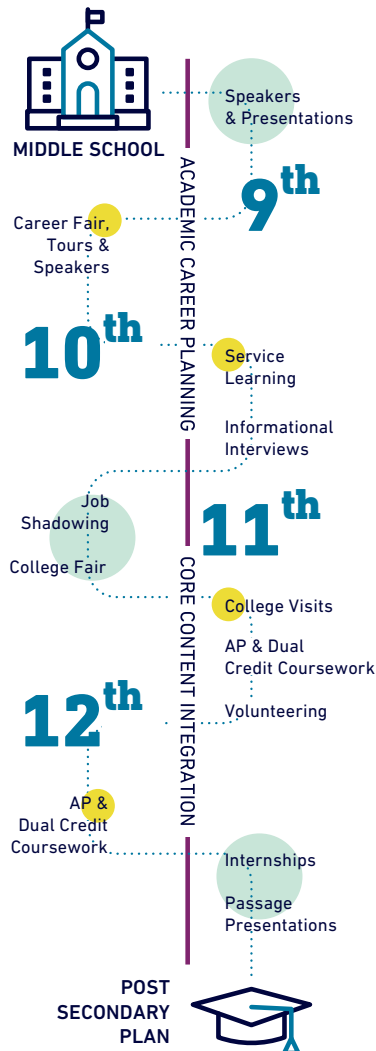 MIDDLE SCHOOL
Speakers
& Presentations
ACADEMIC CAREER PLANNING
9th
Career Fair,
Tours &
Speakers
10th
Service
Learning
Informational
Interviews
11th
Job
Shadowing
College Fair
CORE CONTENT INTEGRATION
College Visits
AP & Dual
Credit Coursework
Volunteering
12th
AP &
Dual Credit
Coursework
Internships
Passage
Presentations
POST
SECONDARY
PLAN